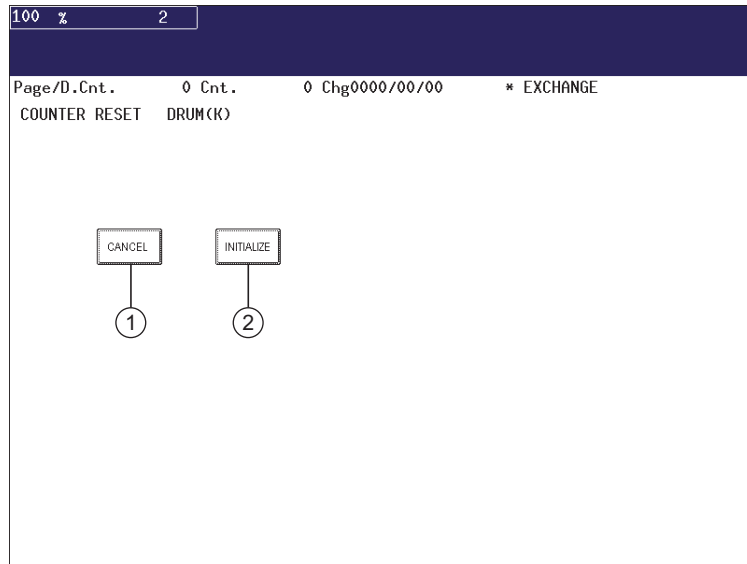 100 % 2
Page/D.Cnt. 0 Cnt. 0 Chg0000/00/00 * EXCHANGE
COUNTER RESET DRUM(K)
CANCEL INITIALIZE
1 2